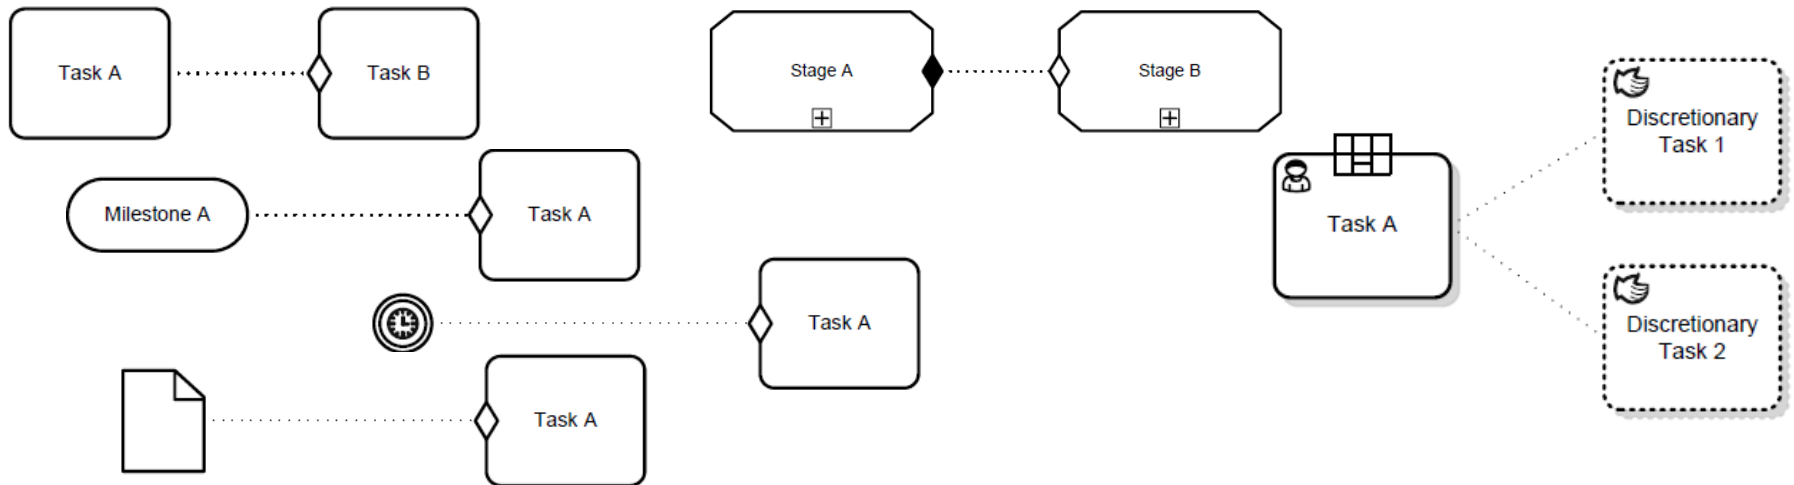 Task A
Task B
Stage A
Stage B
Discretionary
Task 1
Milestone A
Task A
Task A
Task A
Discretionary
Task 2
Task A